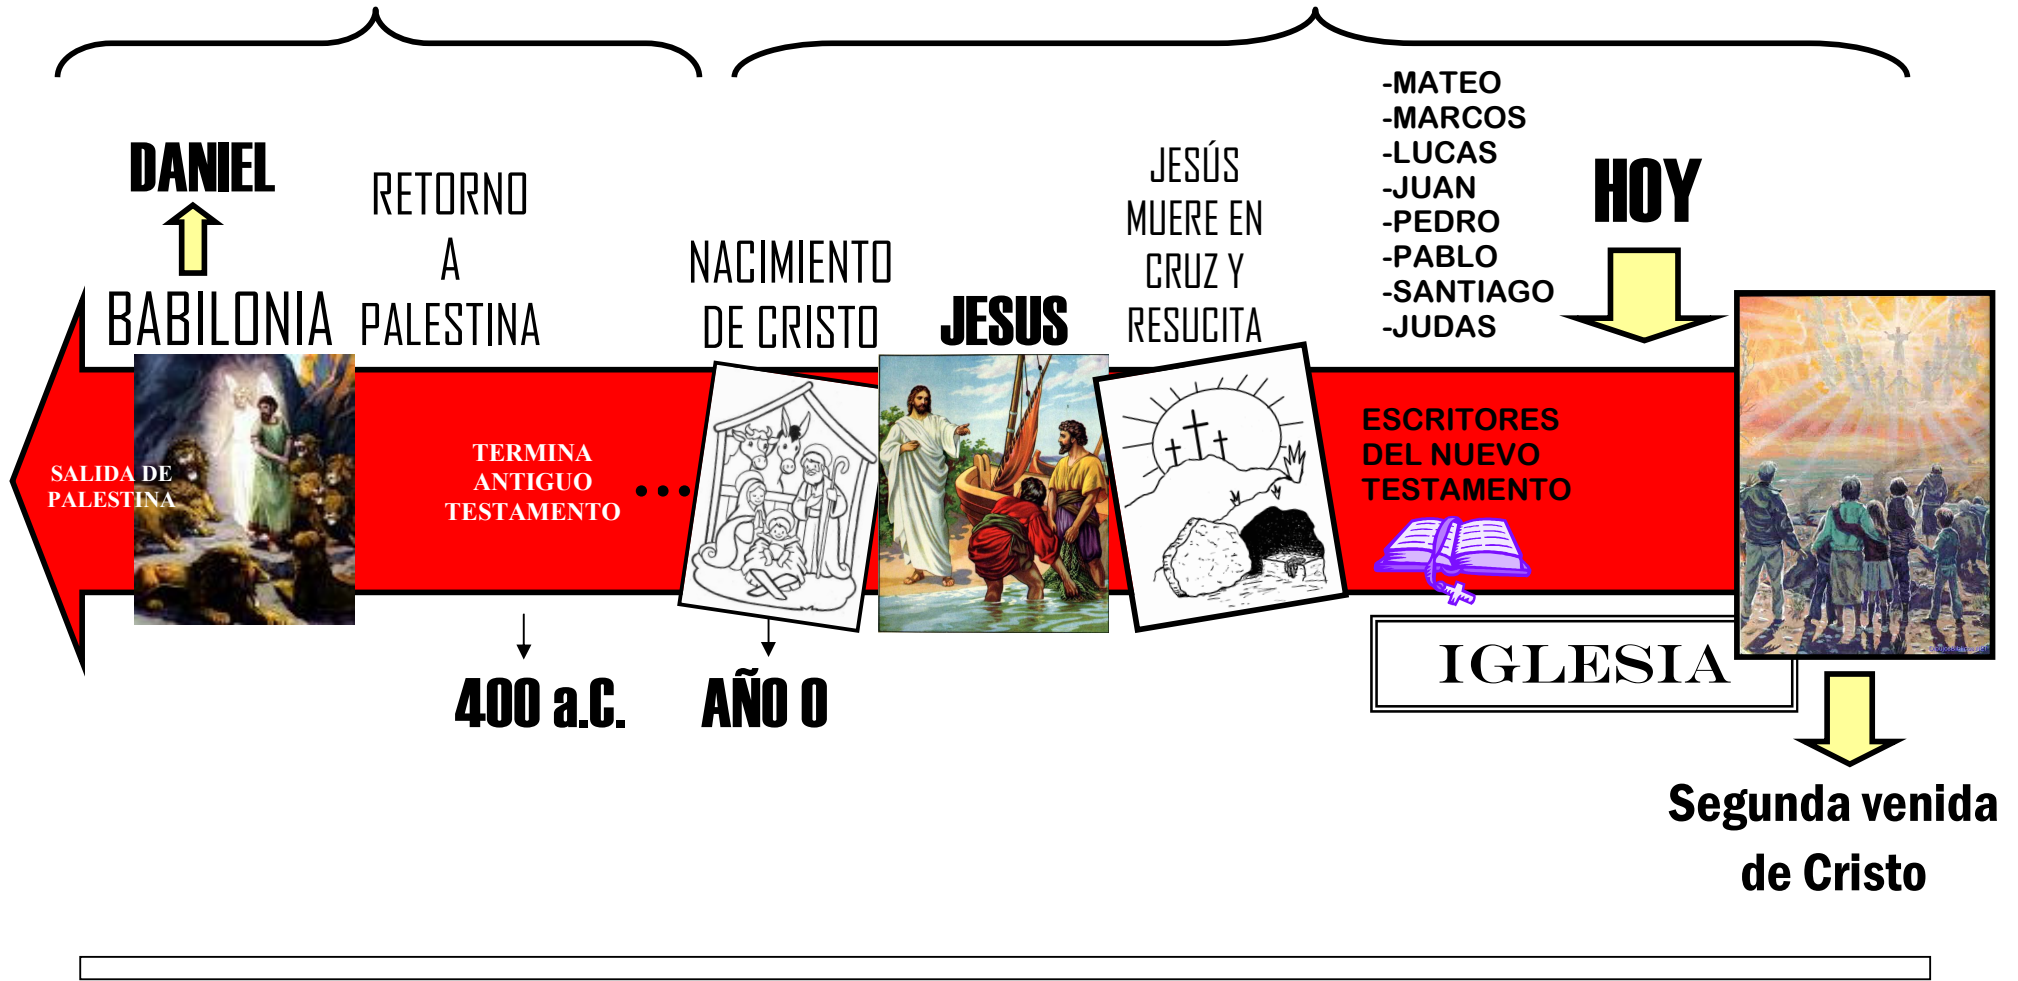 DANIEL
BABILONIA
RETORNO
A
PALESTINA
NACIMIENTO
DE CRISTO
JESUS
JESÚS
MUERE EN
CRUZ Y
RESUCITA
-MATEO
-MARCOS
-LUCAS
-JUAN
-PEDRO
-PABLO
-SANTIAGO
-JUDAS
HOY
SALIDA DE
PALESTINA
TERMINA
ANTIGUO
TESTAMENTO
...
ESCRITORES
DEL NUEVO
TESTAMENTO
400 a.C.
AÑO 0
IGLESIA
Segunda venida
de Cristo